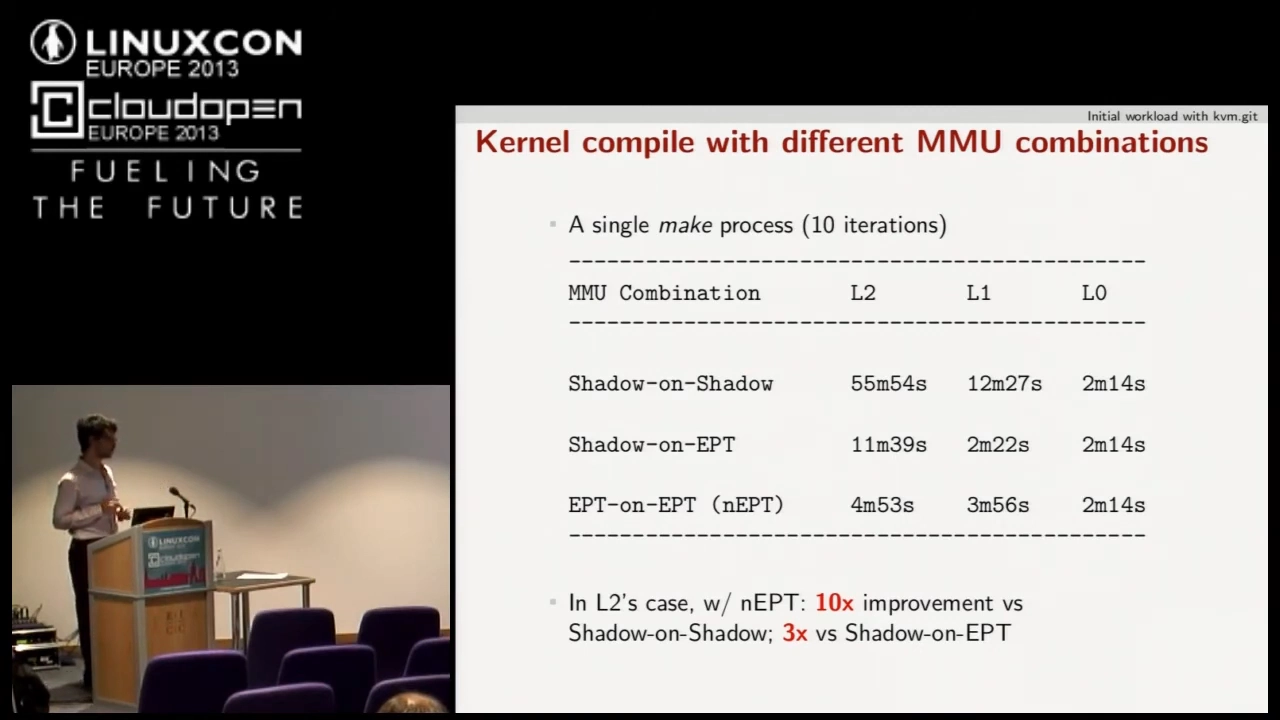 LINUXCON
EUROPE 2013
cloudopen
EUROPE 2013
FUELING
THE FUTURE
Initial workload with kvm.git
Kernel compile with different MMU combinations
A single make process (10 iterations)
MMU Combination L2 L1 L0
Shadow-on-Shadow 55m54s 12m27s 2m14s
Shadow-on-EPT 11m39s 2m22s 2m14s
EPT-on-EPT (nEPT) 4m53s 3m56s 2m14s
In L2's case, w/ nEPT: 10x improvement vs
Shadow-on-Shadow; 3x vs Shadow-on-EPT
LINUXCON
cloudopen